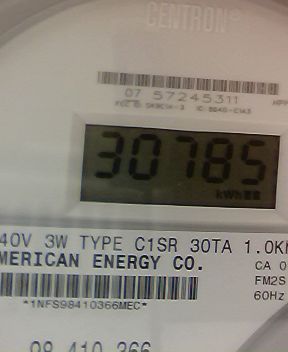 CENTRON®
07 57245311
30785
kWh
40V 3W TYPE C1SR 30TA 1.0K
MERICAN ENERGY CO.
CA 0
FM2S
*1NFS98410366MEC*
60Hz
98 410 366